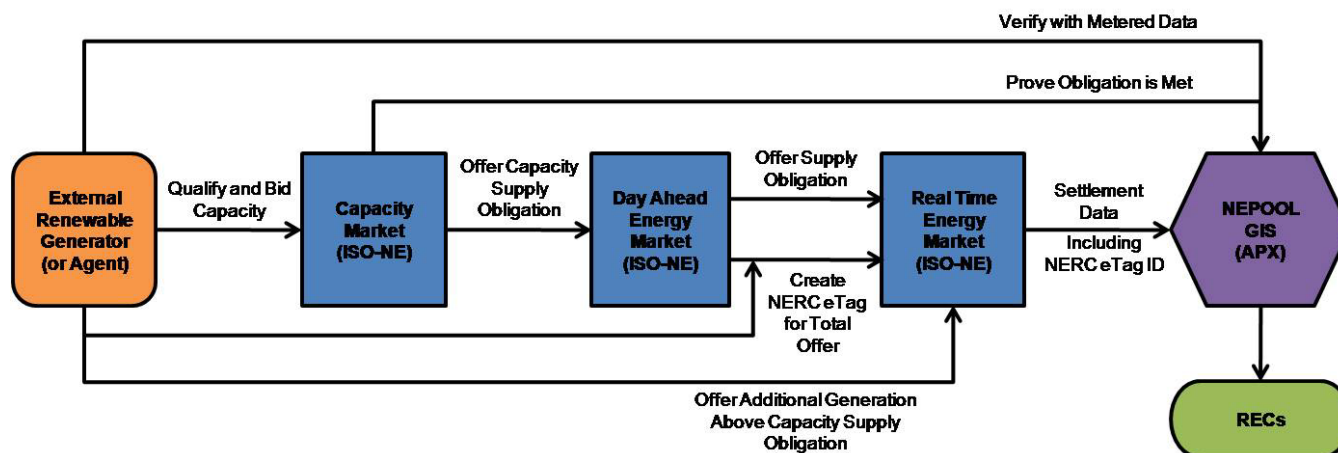 Verify with Metered Data
Prove Obligation is Met
External
Renewable
Generator
(or Agent)
Qualify and Bid
Capacity
Capacity
Market
(ISO-NE)
Offer Capacity
Supply
Obligation
Day Ahead
Energy
Market
(ISO-NE)
Offer Supply
Obligation
Create
NERC eTag
for Total
Offer
Real Time
Energy
Market
(ISO-NE)
Settlement
Data
Including
NERC eTag ID
NEPOOL
GIS
(APX)
Offer Additional Generation
Above Capacity Supply
Obligation
RECs